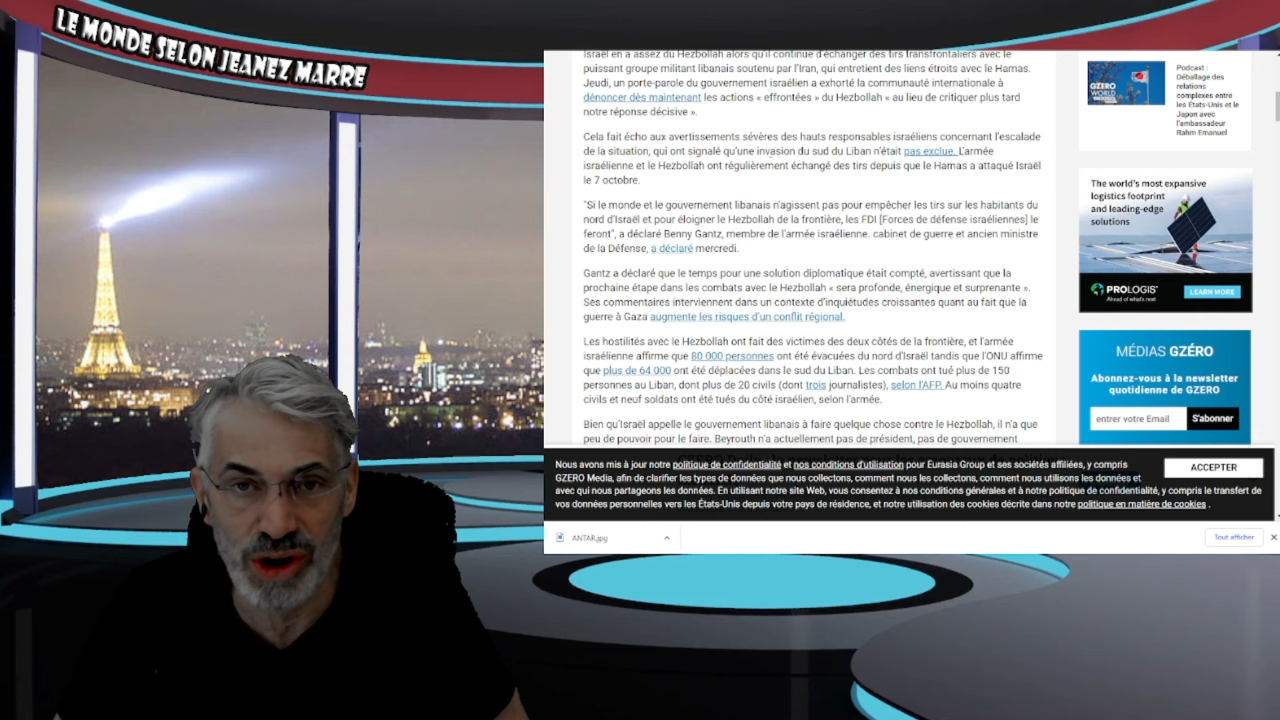 LE MONDE SELON JEANEZ MARRE
Israël en a assez du Hezbollah alors qu'il continue d'échanger des tirs transfrontaliers avec le
puissant groupe militant libanais soutenu par l'Iran, qui entretient des liens étroits avec le Hamas.
Jeudi, un porte-parole du gouvernement israélien a exhorté la communauté internationale à
dénoncer dès maintenant les actions « effrontées » du Hezbollah « au lieu de critiquer plus tard
notre réponse décisive ».
Cela fait écho aux avertissements sévères des hauts responsables israéliens concernant l'escalade
de la situation, qui ont signalé qu'une invasion du sud du Liban n'était pas exclue. L'armée
israélienne et le Hezbollah ont régulièrement échangé des tirs depuis que le Hamas a attaqué Israël
le 7 octobre.
"Si le monde et le gouvernement libanais n'agissent pas pour empêcher les tirs sur les habitants du
nord d'Israël et pour éloigner le Hezbollah de la frontière, les FDI [Forces de défense israéliennes] le
feront", a déclaré Benny Gantz, membre de l'armée israélienne. cabinet de guerre et ancien ministre
de la Défense, a déclaré mercredi.
Gantz a déclaré que le temps pour une solution diplomatique était compté, avertissant que la
prochaine étape dans les combats avec le Hezbollah « sera profonde, énergique et surprenante ».
Ses commentaires interviennent dans un contexte d'inquiétudes croissantes quant au fait que la
guerre à Gaza augmente les risques d'un conflit régional.
Les hostilités avec le Hezbollah ont fait des victimes des deux côtés de la frontière, et l'armée
israélienne affirme que 80 000 personnes ont été évacuées du nord d'Israël tandis que l'ONU affirme
que plus de 64 000 ont été déplacées dans le sud du Liban. Les combats ont tué plus de 150
personnes au Liban, dont plus de 20 civils (dont trois journalistes), selon l'AFP. Au moins quatre
civils et neuf soldats ont été tués du côté israélien, selon l'armée.
Bien qu'Israël appelle le gouvernement libanais à faire quelque chose contre le Hezbollah, il n'a que
peu de pouvoir pour le faire. Beyrouth n'a actuellement pas de président, pas de gouvernement
GZERO
WORLD
Podcast :
Déballage des
relations
complexes entre
les États-Unis et le
Japon avec
l'ambassadeur
Rahm Emanuel
The world's most expansive
logistics footprint
and leading-edge
solutions
PROLOGIS
Ahead of what's next
LEARN MORE
MÉDIAS GZÉRO
Abonnez-vous à la newsletter
quotidienne de GZERO
entrer votre Email
S'abonner
Nous avons mis à jour notre politique de confidentialité et nos conditions d'utilisation pour Eurasia Group et ses sociétés affiliées, y compris
GZERO Media, afin de clarifier les types de données que nous collectons, comment nous les collectons, comment nous utilisons les données et
avec qui nous partageons les données. En utilisant notre site Web, vous consentez à nos conditions générales et à notre politique de confidentialité, y compris le transfert de
vos données personnelles vers les États-Unis depuis votre pays de résidence, et notre utilisation des cookies décrite dans notre politique en matière de cookies .
ACCEPTER
ANTAR.jpg
Tout afficher